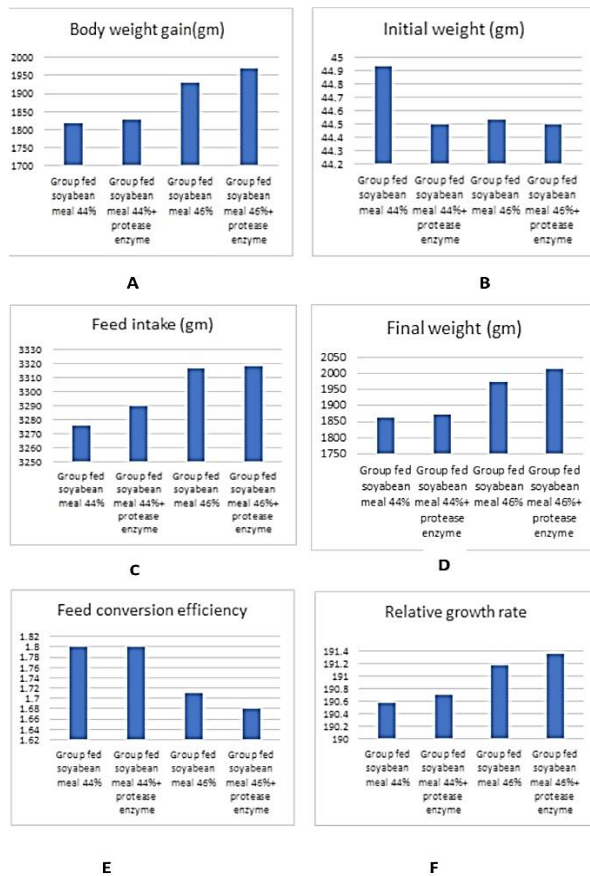 Body weight gain(gm)
2000
1950
1900
1850
1800
1750
1700
Group fed soyabean meal 44%
Group fed soyabean meal 44%+ protease enzyme
Group fed soyabean meal 46%
Group fed soyabean meal 46%+ protease enzyme
A
Initial weight (gm)
45
44.9
44.8
44.7
44.6
44.5
44.4
44.3
44.2
Group fed soyabean meal 44%
Group fed soyabean meal 44%+ protease enzyme
Group fed soyabean meal 46%
Group fed soyabean meal 46%+ protease enzyme
B
Feed intake (gm)
3330
3320
3310
3300
3290
3280
3270
3260
3250
Group fed soyabean meal 44%
Group fed soyabean meal 44%+ protease enzyme
Group fed soyabean meal 46%
Group fed soyabean meal 46%+ protease enzyme
C
Final weight (gm)
2050
2000
1950
1900
1850
1800
1750
Group fed soyabean meal 44%
Group fed soyabean meal 44%+ protease enzyme
Group fed soyabean meal 46%
Group fed soyabean meal 46%+ protease enzyme
D
Feed conversion efficiency
1.82
1.8
1.78
1.76
1.74
1.72
1.7
1.68
1.66
1.64
1.62
Group fed soyabean meal 44%
Group fed soyabean meal 44%+ protease enzyme
Group fed soyabean meal 46%
Group fed soyabean meal 46%+ protease enzyme
E
Relative growth rate
191.4
191.2
191
190.8
190.6
190.4
190.2
190
Group fed soyabean meal 44%
Group fed soyabean meal 44%+ protease enzyme
Group fed soyabean meal 46%
Group fed soyabean meal 46%+ protease enzyme
F